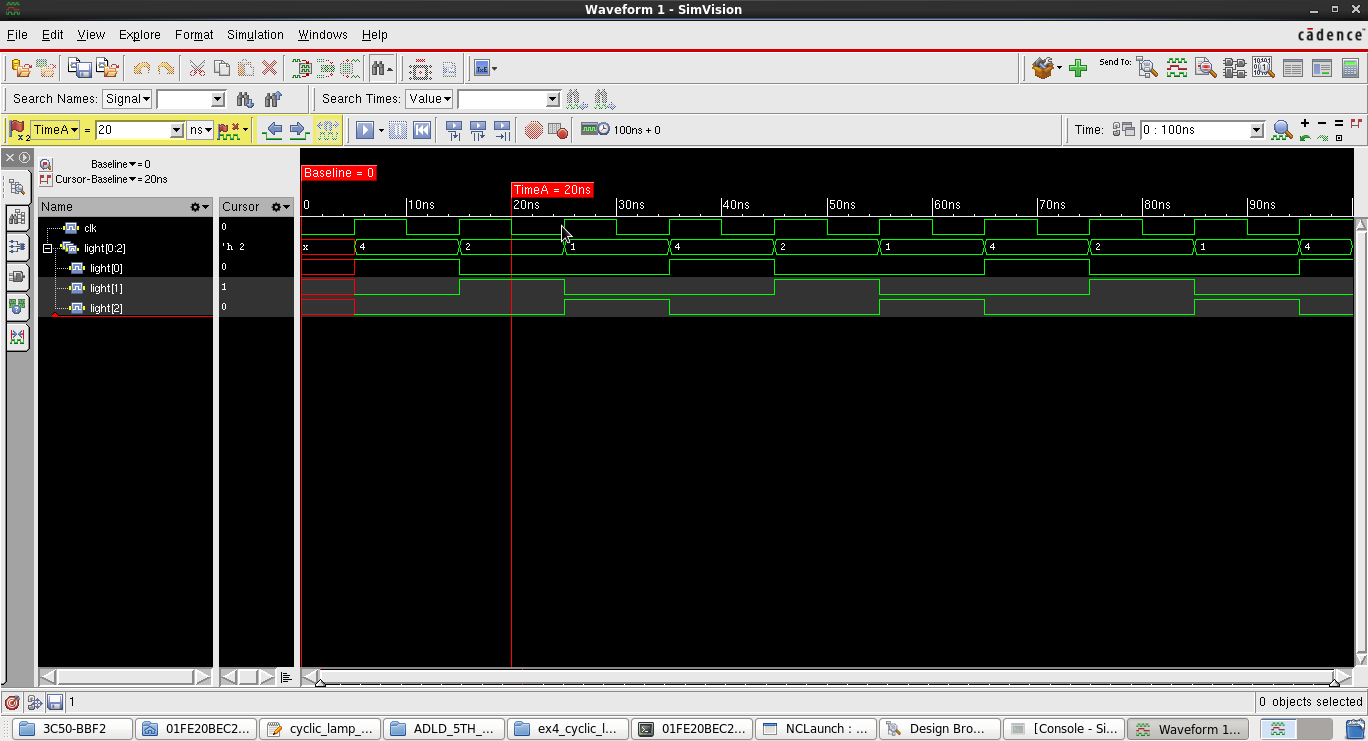 Waveform 1 - SimVision
File Edit View Explore Format Simulation Windows Help
cādence
Send To:
Search Names: Signal Search Times: Value
TimeA = 20 ns 100ns + 0 Time: 0 : 100ns
Baseline = 0
Cursor-Baseline = 20ns
Baseline = 0
TimeA = 20ns
Name Cursor 0 10ns 20ns 30ns 40ns 50ns 60ns 70ns 80ns 90ns
clk 0
light[0:2] 'h 2 x 4 2 1 4 2 1 4 2 1 4
light[0] 0
light[1] 1
light[2] 0
1 0 objects selected
3C50-BBF2 01FE20BEC2... cyclic_lamp_... ADLD_5TH_... ex4_cyclic_l... 01FE20BEC2... NCLaunch : ... Design Bro... [Console - Si... Waveform 1...